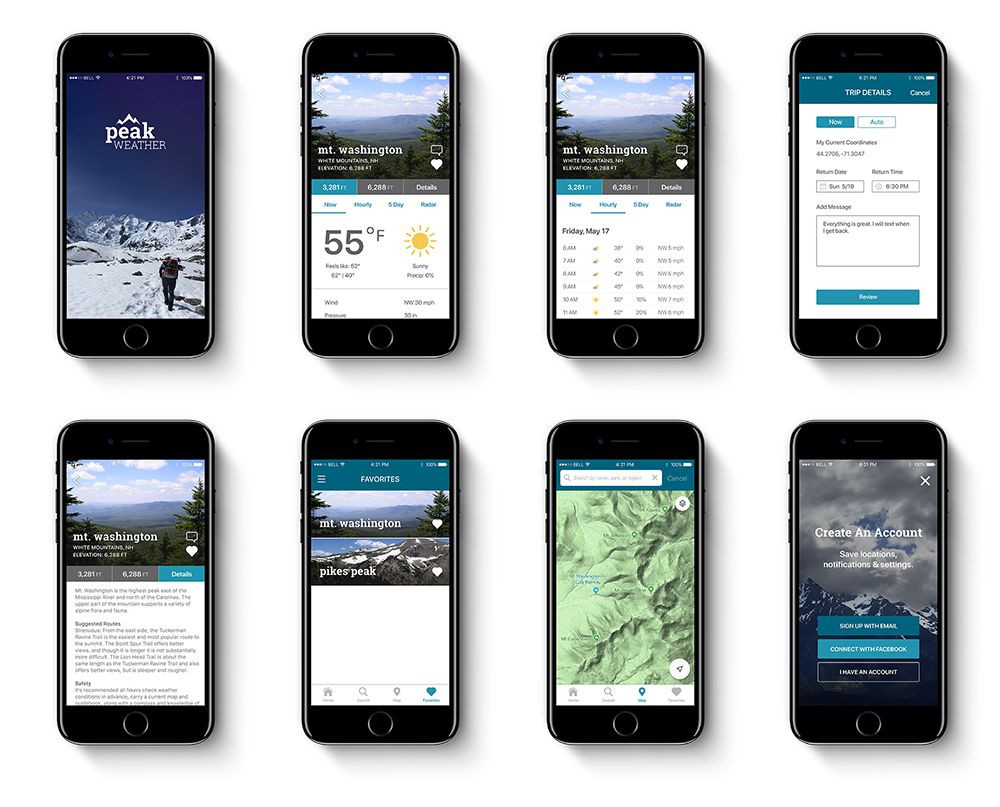 ●●●○○ BELL 4:21 PM 100%
peak
WEATHER
100%
mt. washington
WHITE MOUNTAINS, NH
ELEVATION: 6,288 FT
3,281 FT 6,288 FT Details
Now Hourly 5 Day Radar
55°F
Feels like: 52°
62° | 40°
Sunny
Precip: 0%
Wind NW 30 mph
Pressure 30 in
100%
mt. washington
WHITE MOUNTAINS, NH
ELEVATION: 6,288 FT
3,281 FT 6,288 FT Details
Now Hourly 5 Day Radar
Friday, May 17
6 AM 38° 0% NW 5 mph
7 AM 40° 0% NW 5 mph
8 AM 42° 0% NW 6 mph
9 AM 45° 0% NW 6 mph
10 AM 50° 10% NW 7 mph
11 AM 52° 20% NW 8 mph
●●●○○ BELL 4:21 PM 100%
TRIP DETAILS Cancel
Now Auto
My Current Coordinates
44.2706, -71.3047
Return Date Return Time
Sun 5/19 6:30 PM
Add Message
Everything is great. I will text when
I get back.
Review
100%
mt. washington
WHITE MOUNTAINS, NH
ELEVATION: 6,288 FT
3,281 FT 6,288 FT Details
Mt. Washington is the highest peak east of the
Mississippi River and north of the Carolinas. The
upper part of the mountain supports a variety of
alpine flora and fauna.
Suggested Routes
Strenuous: From the east side, the Tuckerman
Ravine Trail is the easiest and most popular route to
the summit. The Boott Spur Trail offers better
views, and though it is longer it is not substantially
more difficult. The Lion Head Trail is about the
same length as the Tuckerman Ravine Trail and also
offers better views, but is steeper and rougher.
Safety
It's recommended all hikers check weather
conditions in advance, carry a current map and
guidebook, along with a compass and knowledge of
●●●○○ BELL 4:21 PM 100%
FAVORITES
mt. washington
pikes peak
Home Search Map Favorites
●●●○○ BELL 4:21 PM 100%
Search by name, park, or region Cancel
Mt Adams
Mt Jefferson
Mt Washington
Cog Railway
Home Search Map Favorites
●●●○○ BELL 4:21 PM 100%
Create An Account
Save locations,
notifications & settings.
SIGN UP WITH EMAIL
CONNECT WITH FACEBOOK
I HAVE AN ACCOUNT